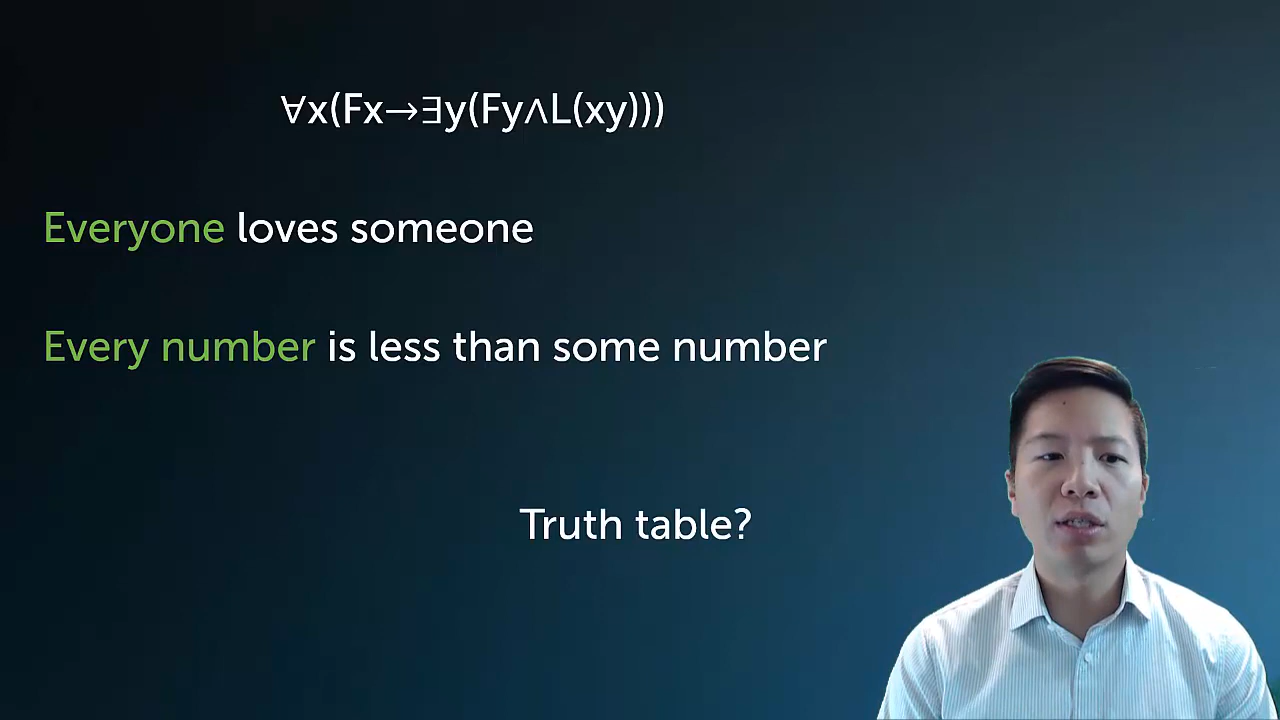 ∀x(Fx→∃y(Fy∧L(xy)))
Everyone loves someone
Every number is less than some number
Truth table?